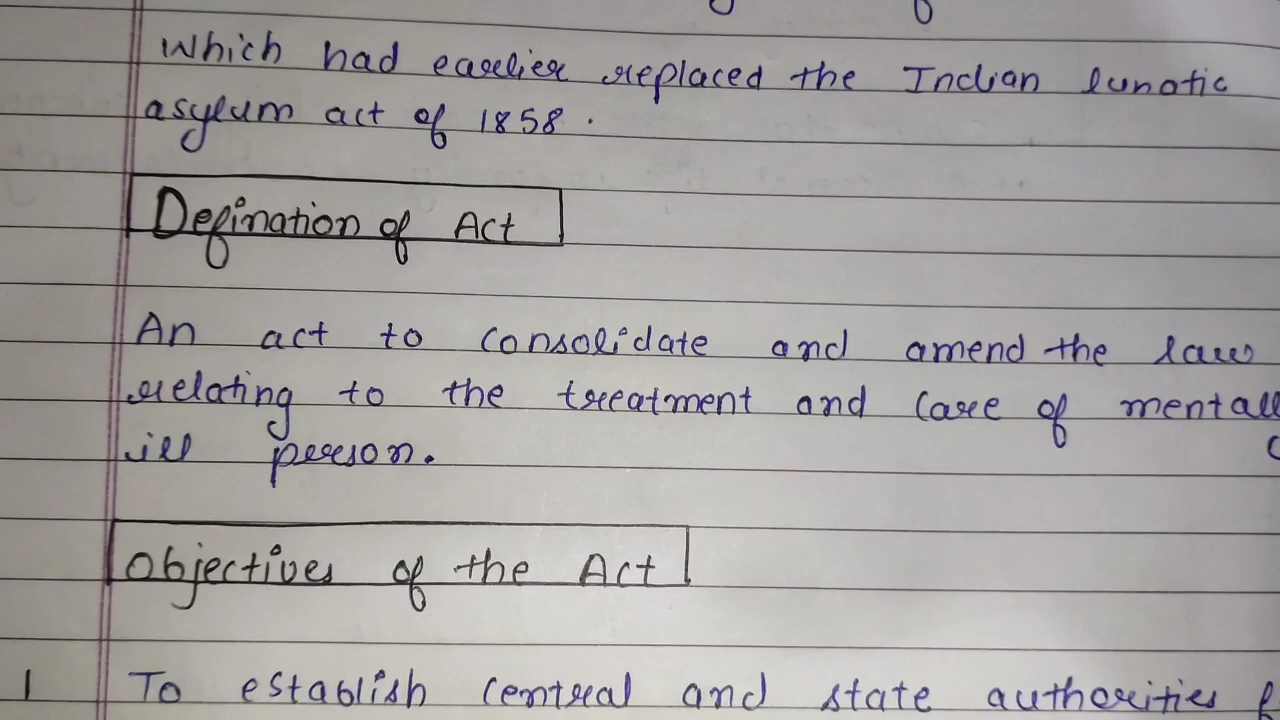 Which had earlier replaced the Indian lunatic
asylum act of 1858.
Defination of Act
An act to consolidate and amend the law
relating to the treatment and care of mentall
ill person.
Objectives of the Act
1 To establish central and state authorities